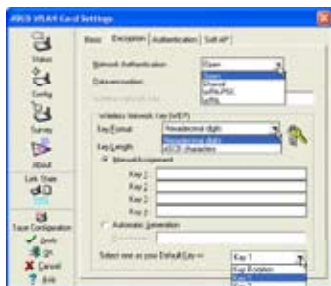 ASUS WLAN Card Settings
Basic Encryption Authentication Soft AP
Status
Config
Survey
About
Link State
Save Configuration
Apply
OK
Cancel
Help
Network Authentication: Open
Open
Shared
WPA-PSK
WPA
Data encryption:
Wireless Network Key (WEP)
Key Format: Hexadecimal digits
Hexadecimal digits
ASCII characters
Key Length:
Manual Assignment
Key 1:
Key 2:
Key 3:
Key 4:
Automatic Generation
Select one as your Default Key => Key 1
Key Rotation
Key 1